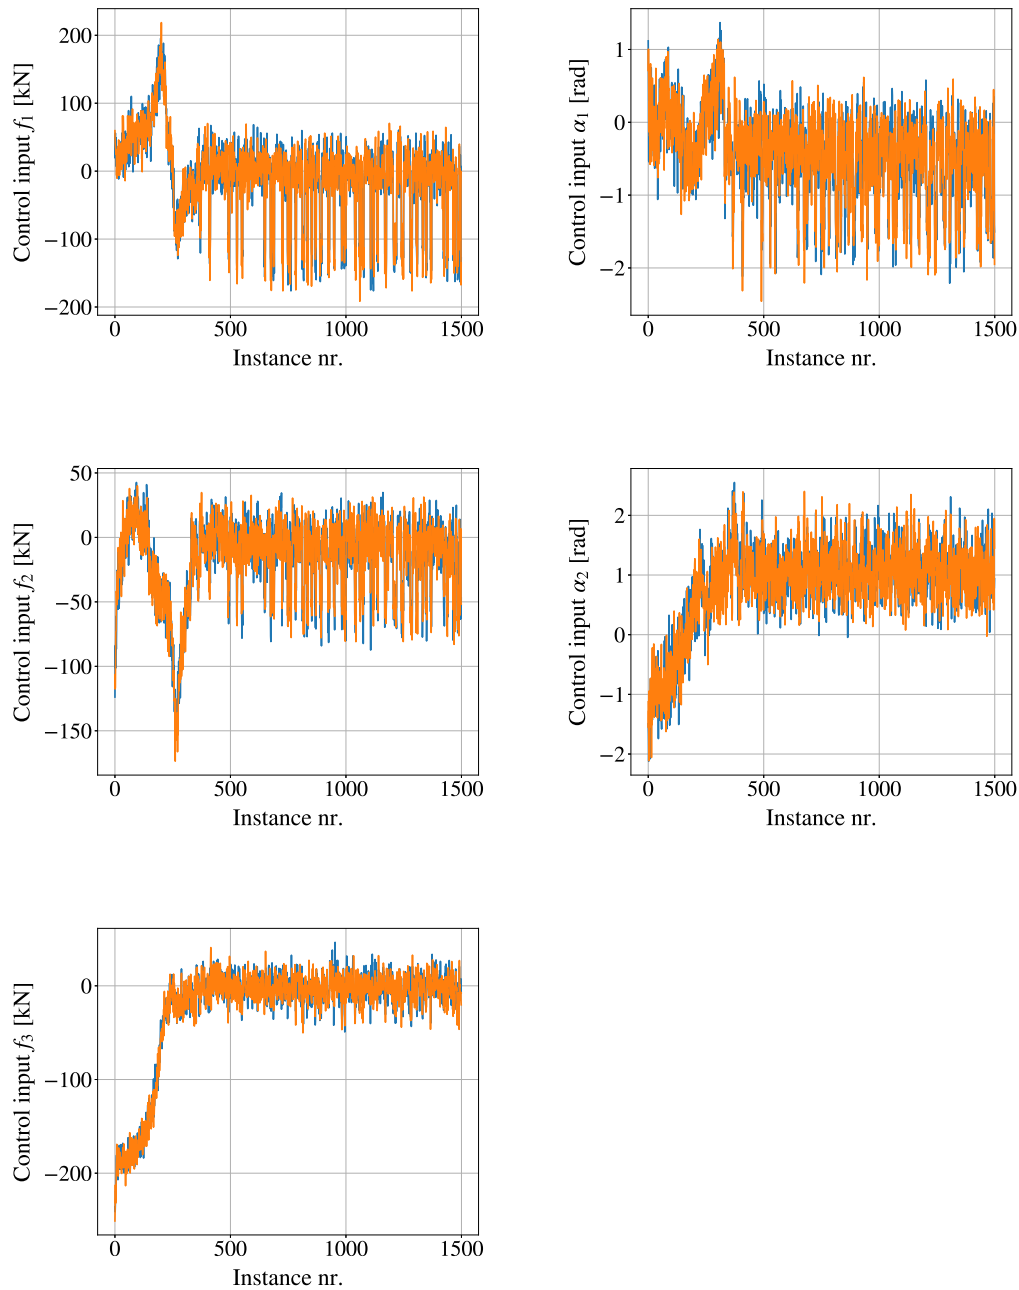 Control input f1 [kN]
200
100
0
−100
−200
0 500 1000 1500
Instance nr.
Control input α1 [rad]
1
0
−1
−2
0 500 1000 1500
Instance nr.
Control input f2 [kN]
50
0
−50
−100
−150
0 500 1000 1500
Instance nr.
Control input α2 [rad]
2
1
0
−1
−2
0 500 1000 1500
Instance nr.
Control input f3 [kN]
0
−100
−200
0 500 1000 1500
Instance nr.